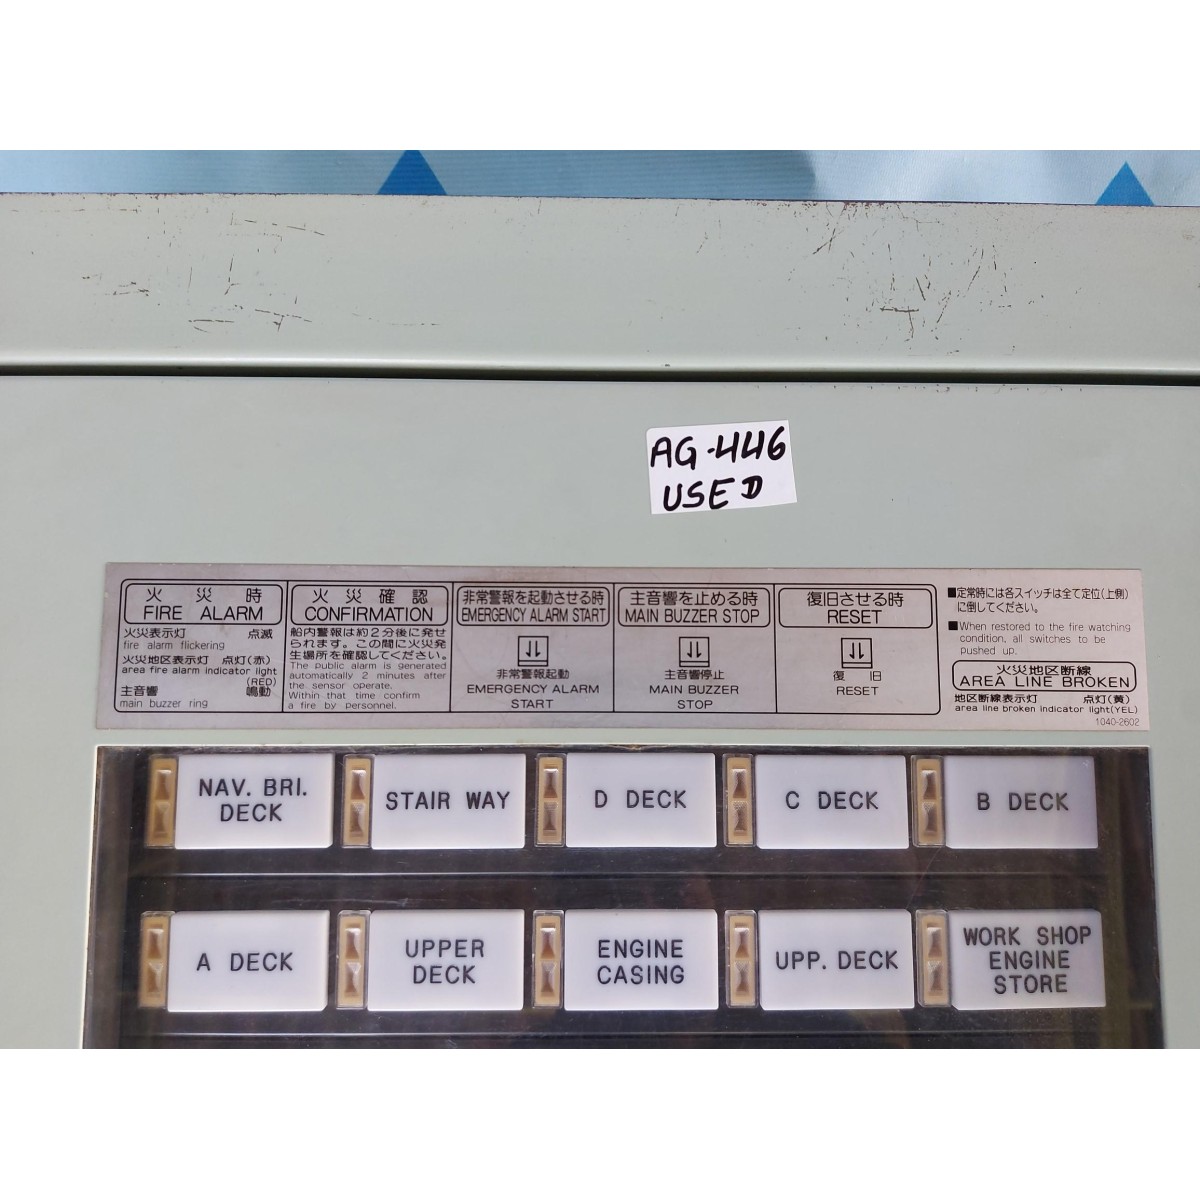 AG-446
USED
火災時
FIRE ALARM
火災表示灯 点滅
fire alarm flickering
火災地区表示灯 点灯(赤)
area fire alarm indicator light
(RED)
主音響 鳴動
main buzzer ring
火災確認
CONFIRMATION
船内警報は約2分後に発せ
られます。この間に火災発
生場所を確認してください。
The public alarm is generated
automatically 2 minutes after
the sensor operate.
Within that time confirm
a fire by personnel.
非常警報を起動させる時
EMERGENCY ALARM START
非常警報起動
EMERGENCY ALARM
START
主音響を止める時
MAIN BUZZER STOP
主音響停止
MAIN BUZZER
STOP
復旧させる時
RESET
復旧
RESET
■定常時には各スイッチは全て定位(上側)
に倒してください。
■When restored to the fire watching
condition, all switches to be
pushed up.
火災地区断線
AREA LINE BROKEN
地区断線表示灯 点灯(黄)
area line broken indicator light(YEL)
1040-2602
NAV. BRI.
DECK
STAIR WAY
D DECK
C DECK
B DECK
A DECK
UPPER
DECK
ENGINE
CASING
UPP. DECK
WORK SHOP
ENGINE
STORE